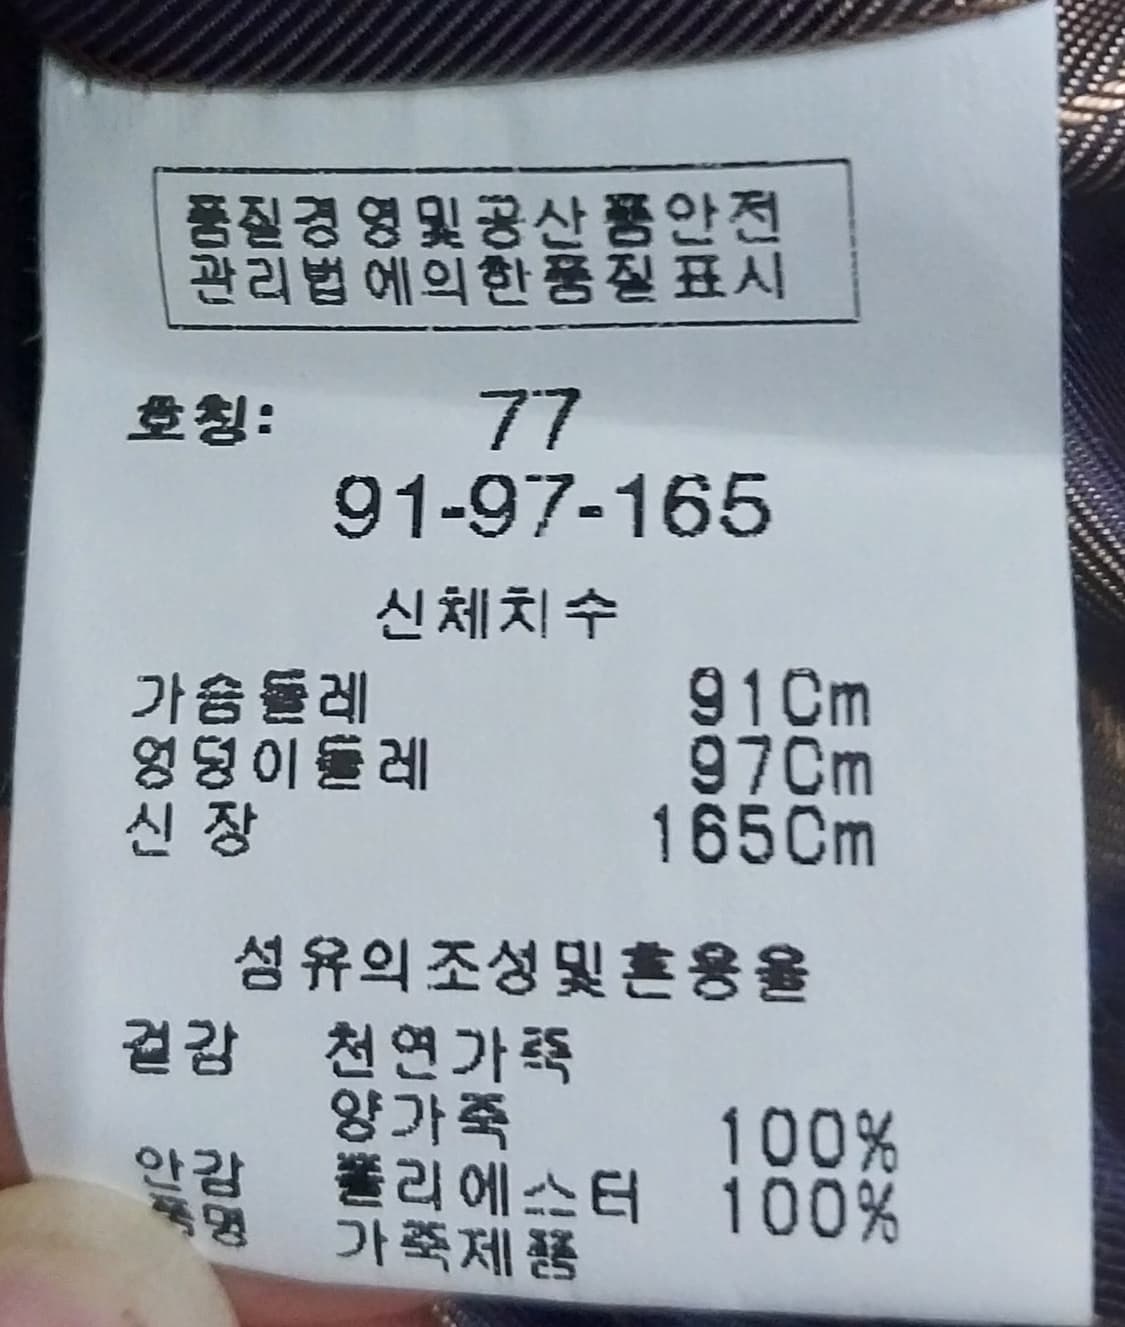 품질경영및공산품안전
관리법에의한품질표시
호칭: 77
91-97-165
신체치수
가슴둘레 91Cm
엉덩이둘레 97Cm
신장 165Cm
섬유의조성및혼용율
겉감 천연가죽
양가죽 100%
안감 폴리에스터 100%
품명 가죽제품